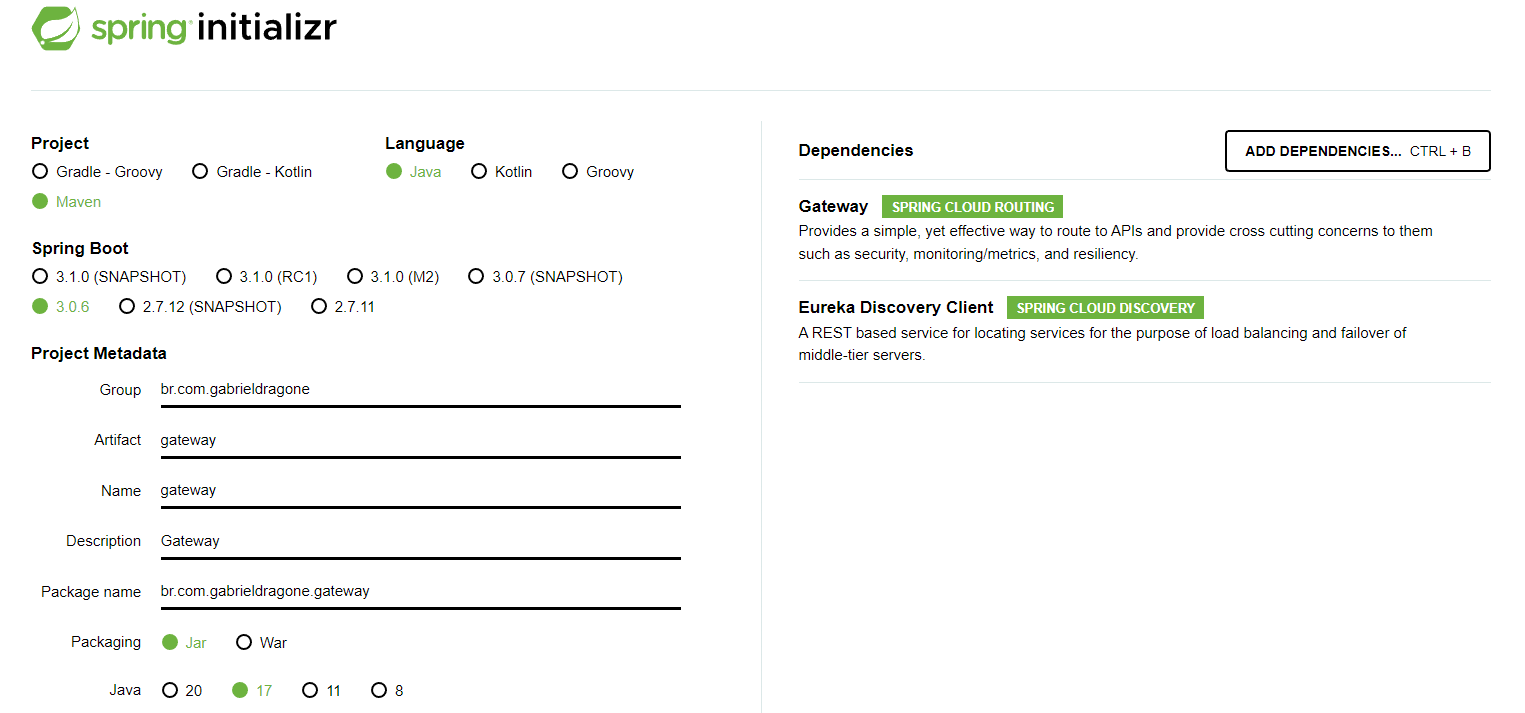 spring initializr
Project
Gradle - Groovy Gradle - Kotlin
Maven
Language
Java Kotlin Groovy
Spring Boot
3.1.0 (SNAPSHOT) 3.1.0 (RC1) 3.1.0 (M2) 3.0.7 (SNAPSHOT)
3.0.6 2.7.12 (SNAPSHOT) 2.7.11
Project Metadata
Group br.com.gabrieldragone
Artifact gateway
Name gateway
Description Gateway
Package name br.com.gabrieldragone.gateway
Packaging Jar War
Java 20 17 11 8
Dependencies ADD DEPENDENCIES... CTRL + B
Gateway SPRING CLOUD ROUTING
Provides a simple, yet effective way to route to APIs and provide cross cutting concerns to them
such as security, monitoring/metrics, and resiliency.
Eureka Discovery Client SPRING CLOUD DISCOVERY
A REST based service for locating services for the purpose of load balancing and failover of
middle-tier servers.